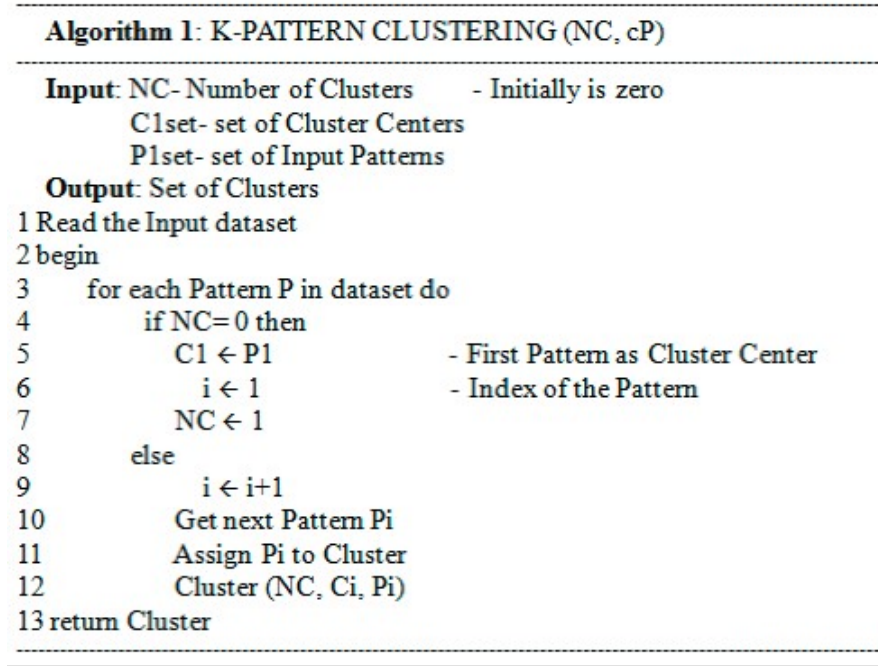 Algorithm 1: K-PATTERN CLUSTERING (NC, cP)
Input: NC- Number of Clusters - Initially is zero
C1set- set of Cluster Centers
P1set- set of Input Patterns
Output: Set of Clusters
1 Read the Input dataset
2 begin
3 for each Pattern P in dataset do
4 if NC= 0 then
5 C1 ← P1 - First Pattern as Cluster Center
6 i ← 1 - Index of the Pattern
7 NC ← 1
8 else
9 i ← i+1
10 Get next Pattern Pi
11 Assign Pi to Cluster
12 Cluster (NC, Ci, Pi)
13 return Cluster